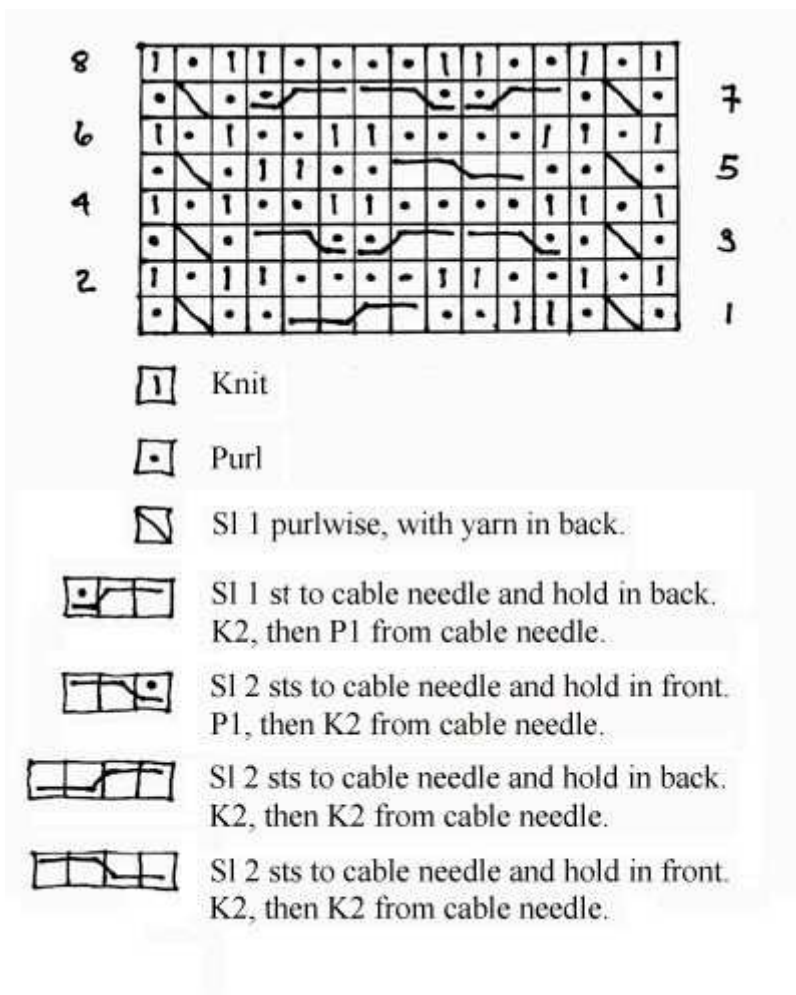 8
7
6
5
4
3
2
1
Knit
Purl
Sl 1 purlwise, with yarn in back.
Sl 1 st to cable needle and hold in back.
K2, then P1 from cable needle.
Sl 2 sts to cable needle and hold in front.
P1, then K2 from cable needle.
Sl 2 sts to cable needle and hold in back.
K2, then K2 from cable needle.
Sl 2 sts to cable needle and hold in front.
K2, then K2 from cable needle.